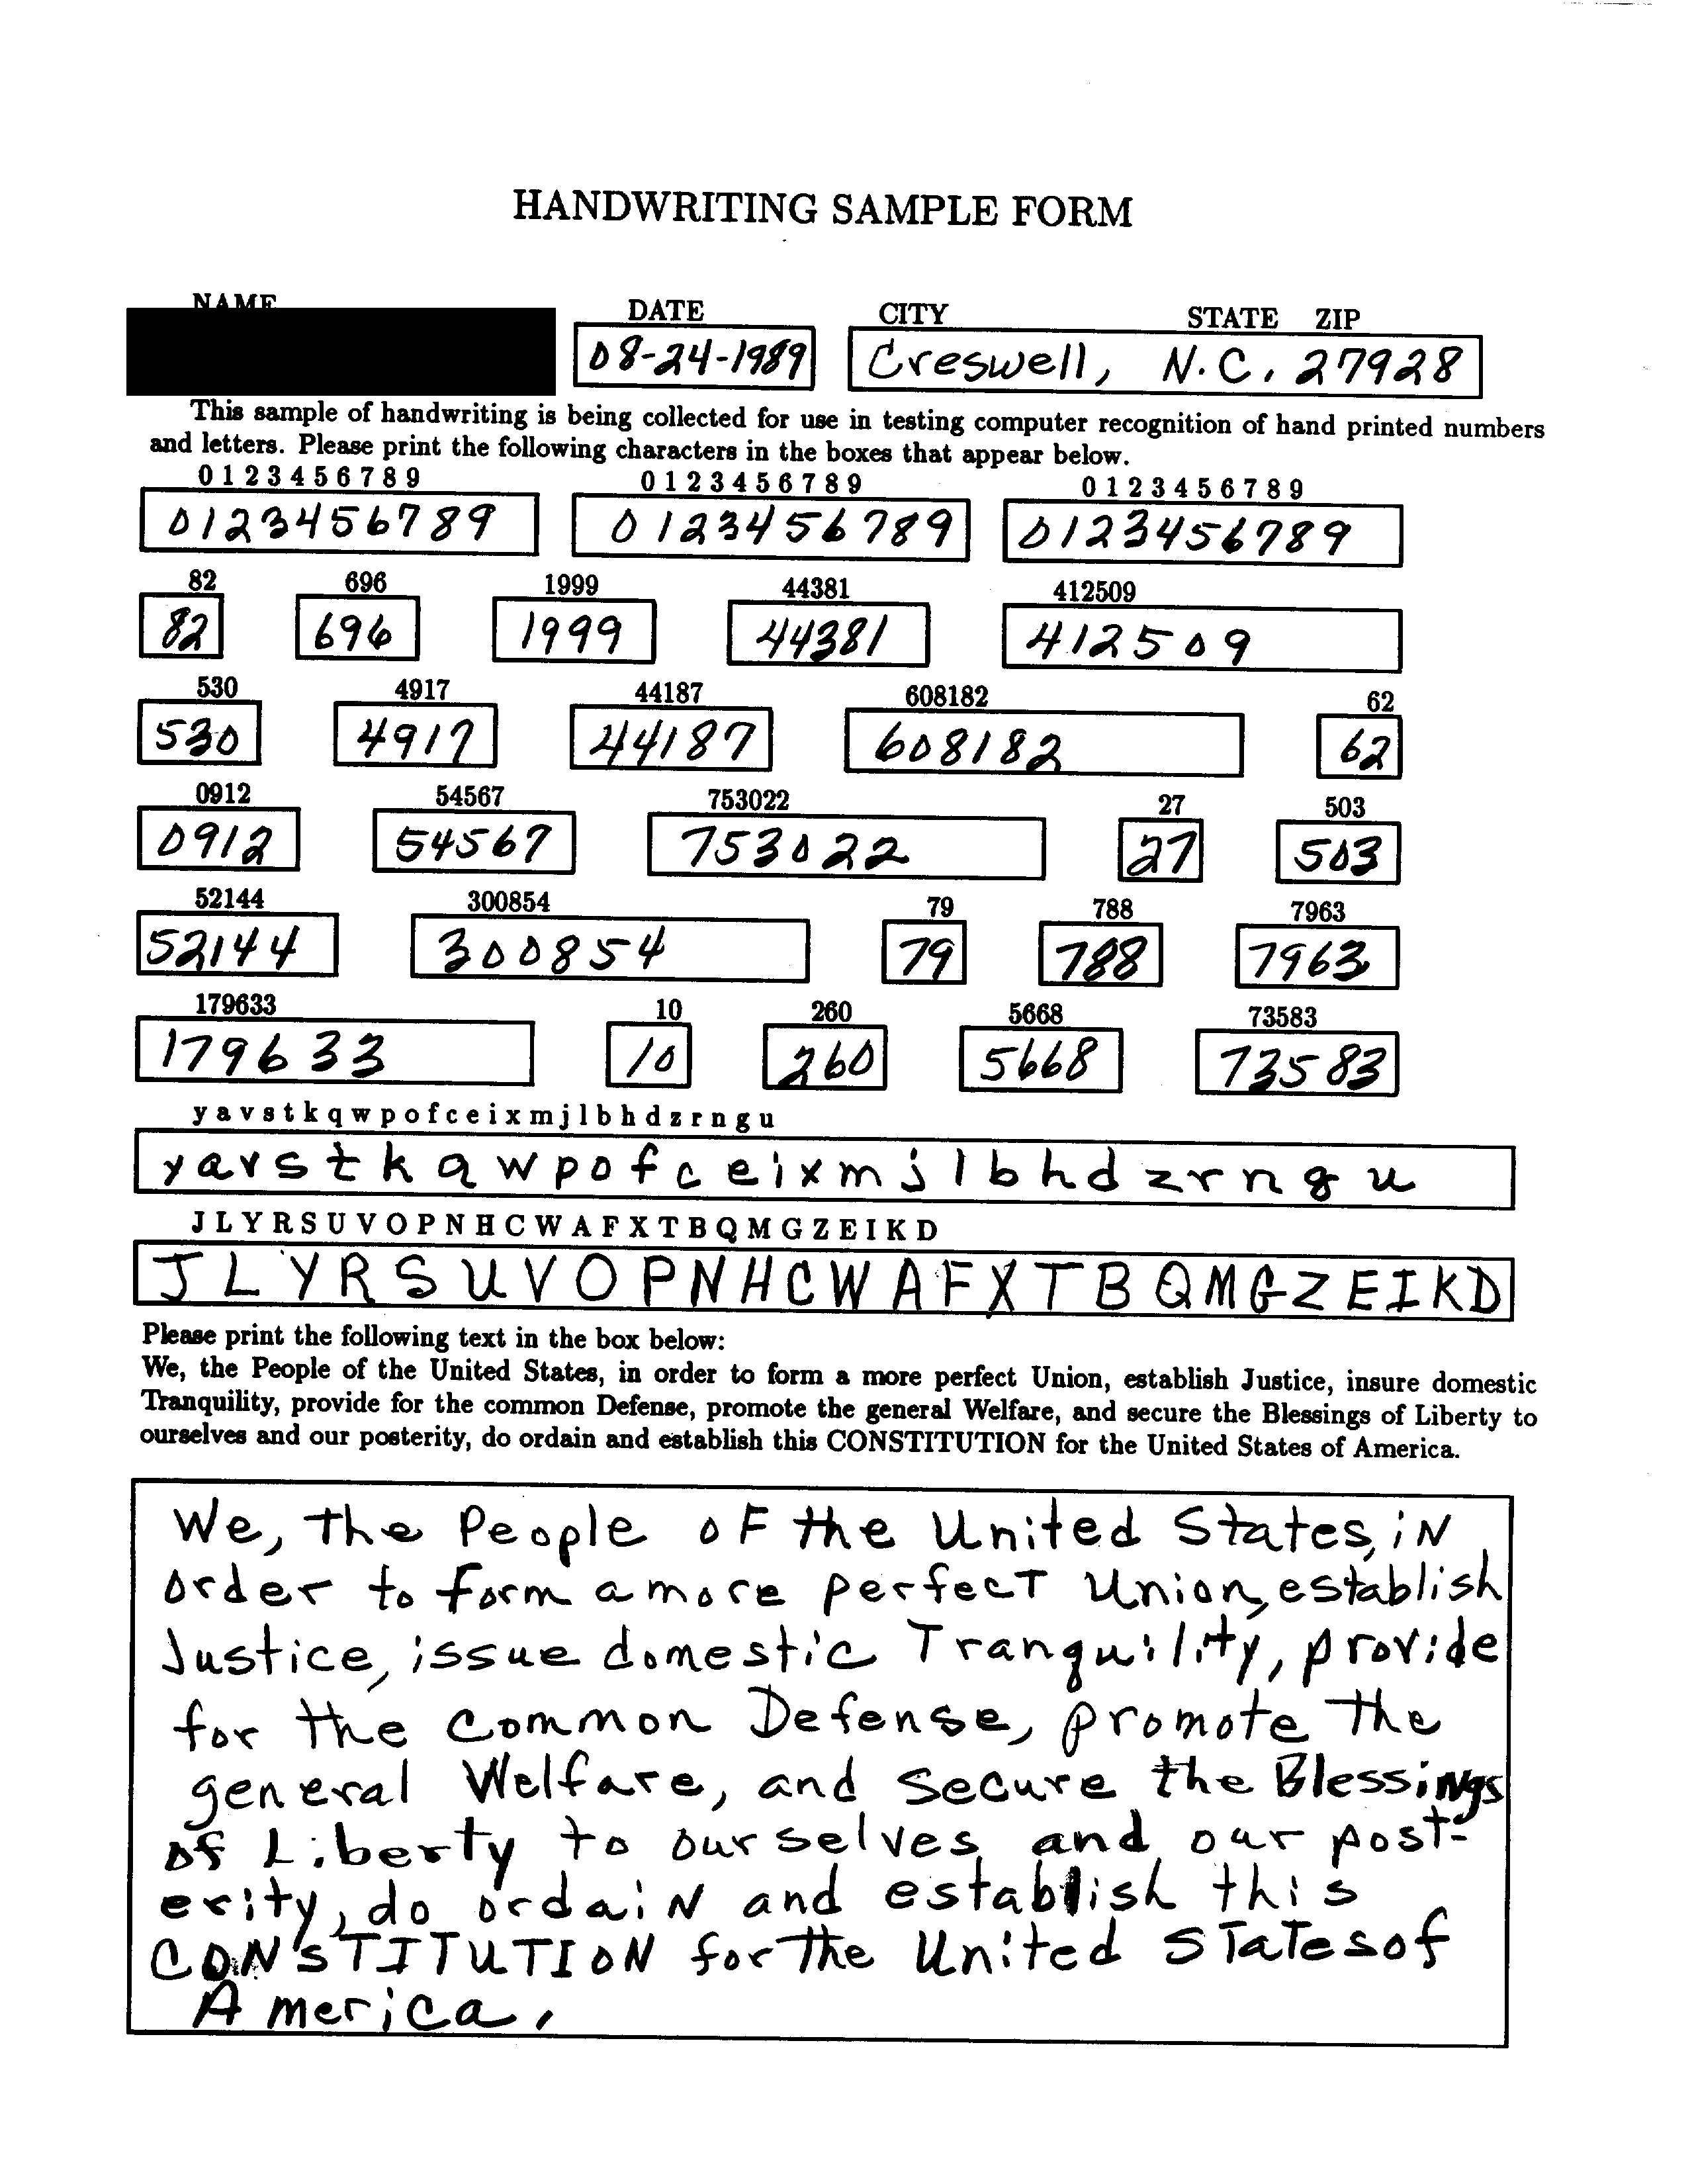 HANDWRITING SAMPLE FORM
NAME DATE CITY STATE ZIP
08-24-1989 Creswell, N.C. 27928
This sample of handwriting is being collected for use in testing computer recognition of hand printed numbers
and letters. Please print the following characters in the boxes that appear below.
0 1 2 3 4 5 6 7 8 9 0 1 2 3 4 5 6 7 8 9 0 1 2 3 4 5 6 7 8 9
0123456789 0123456789 0123456789
82 696 1999 44381 412509
82 696 1999 44381 412509
530 4917 44187 608182 62
530 4917 44187 608182 62
0912 54567 753022 27 503
0912 54567 753022 27 503
52144 300854 79 788 7963
52144 300854 79 788 7963
179633 10 260 5668 73583
179633 10 260 5668 73583
y a v s t k q w p o f c e i x m j l b h d z r n g u
y a v s t k q w p o f c e i x m j l b h d z r n g u
J L Y R S U V O P N H C W A F X T B Q M G Z E I K D
J L Y R S U V O P N H C W A F X T B Q M G Z E I K D
Please print the following text in the box below:
We, the People of the United States, in order to form a more perfect Union, establish Justice, insure domestic
Tranquility, provide for the common Defense, promote the general Welfare, and secure the Blessings of Liberty to
ourselves and our posterity, do ordain and establish this CONSTITUTION for the United States of America.
We, the People oF the United States, iN
order to form a more perfecT Union, establish
Justice, issue domestic Tranquility, provide
for the common Defense, promote the
general Welfare, and secure the BlessiNgs
of Liberty to ourselves and our post-
erity, do ordaiN and establish this
CONSTITUTION for the United STaTes of
America.